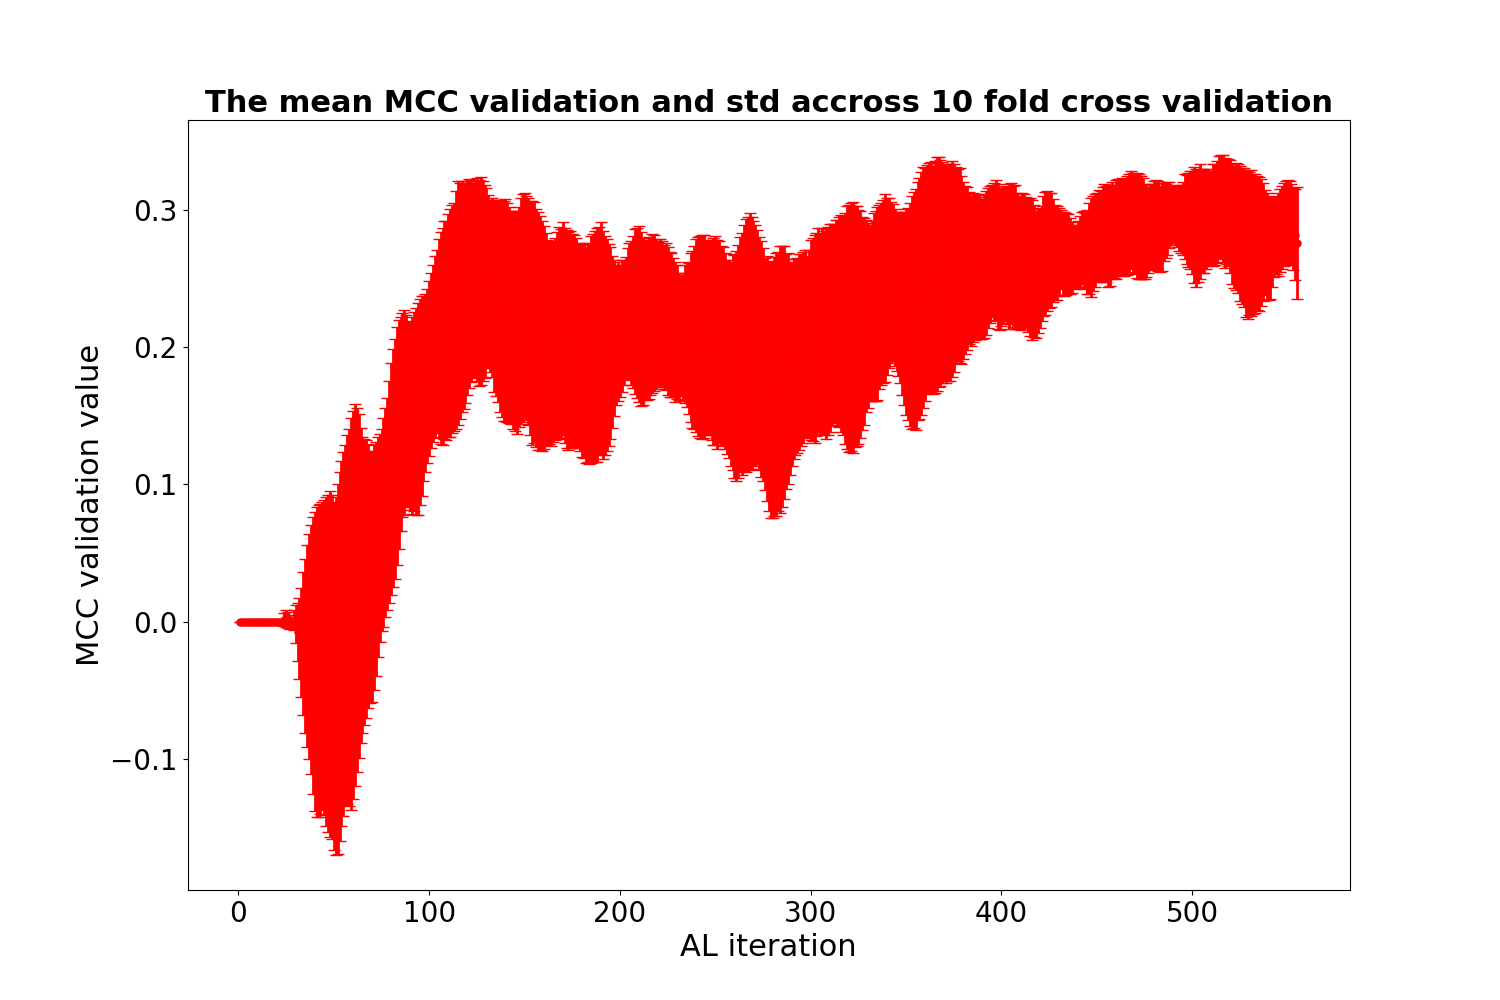 The mean MCC validation and std accross 10 fold cross validation
0.3
0.2
0.1
0.0
−0.1
MCC validation value
0 100 200 300 400 500
AL iteration